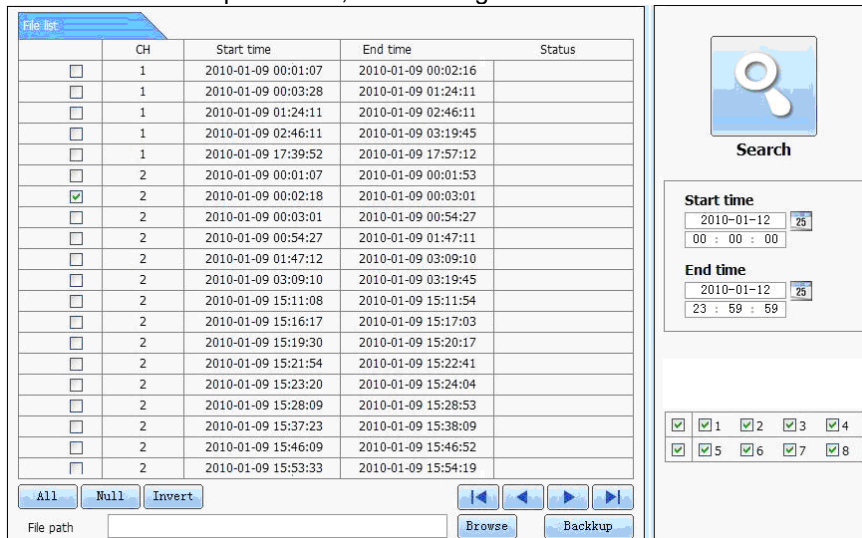 File list
CH Start time End time Status
1 2010-01-09 00:01:07 2010-01-09 00:02:16
1 2010-01-09 00:03:28 2010-01-09 01:24:11
1 2010-01-09 01:24:11 2010-01-09 02:46:11
1 2010-01-09 02:46:11 2010-01-09 03:19:45
1 2010-01-09 17:39:52 2010-01-09 17:57:12
2 2010-01-09 00:01:07 2010-01-09 00:01:53
2 2010-01-09 00:02:18 2010-01-09 00:03:01
2 2010-01-09 00:03:01 2010-01-09 00:54:27
2 2010-01-09 00:54:27 2010-01-09 01:47:11
2 2010-01-09 01:47:12 2010-01-09 03:09:10
2 2010-01-09 03:09:10 2010-01-09 03:19:45
2 2010-01-09 15:11:08 2010-01-09 15:11:54
2 2010-01-09 15:16:17 2010-01-09 15:17:03
2 2010-01-09 15:19:30 2010-01-09 15:20:17
2 2010-01-09 15:21:54 2010-01-09 15:22:41
2 2010-01-09 15:23:20 2010-01-09 15:24:04
2 2010-01-09 15:28:09 2010-01-09 15:28:53
2 2010-01-09 15:37:23 2010-01-09 15:38:09
2 2010-01-09 15:46:09 2010-01-09 15:46:52
2 2010-01-09 15:53:33 2010-01-09 15:54:19
All Null Invert
File path Browse Backkup
Search
Start time
2010-01-12 25
00 : 00 : 00
End time
2010-01-12 25
23 : 59 : 59
1 2 3 4
5 6 7 8